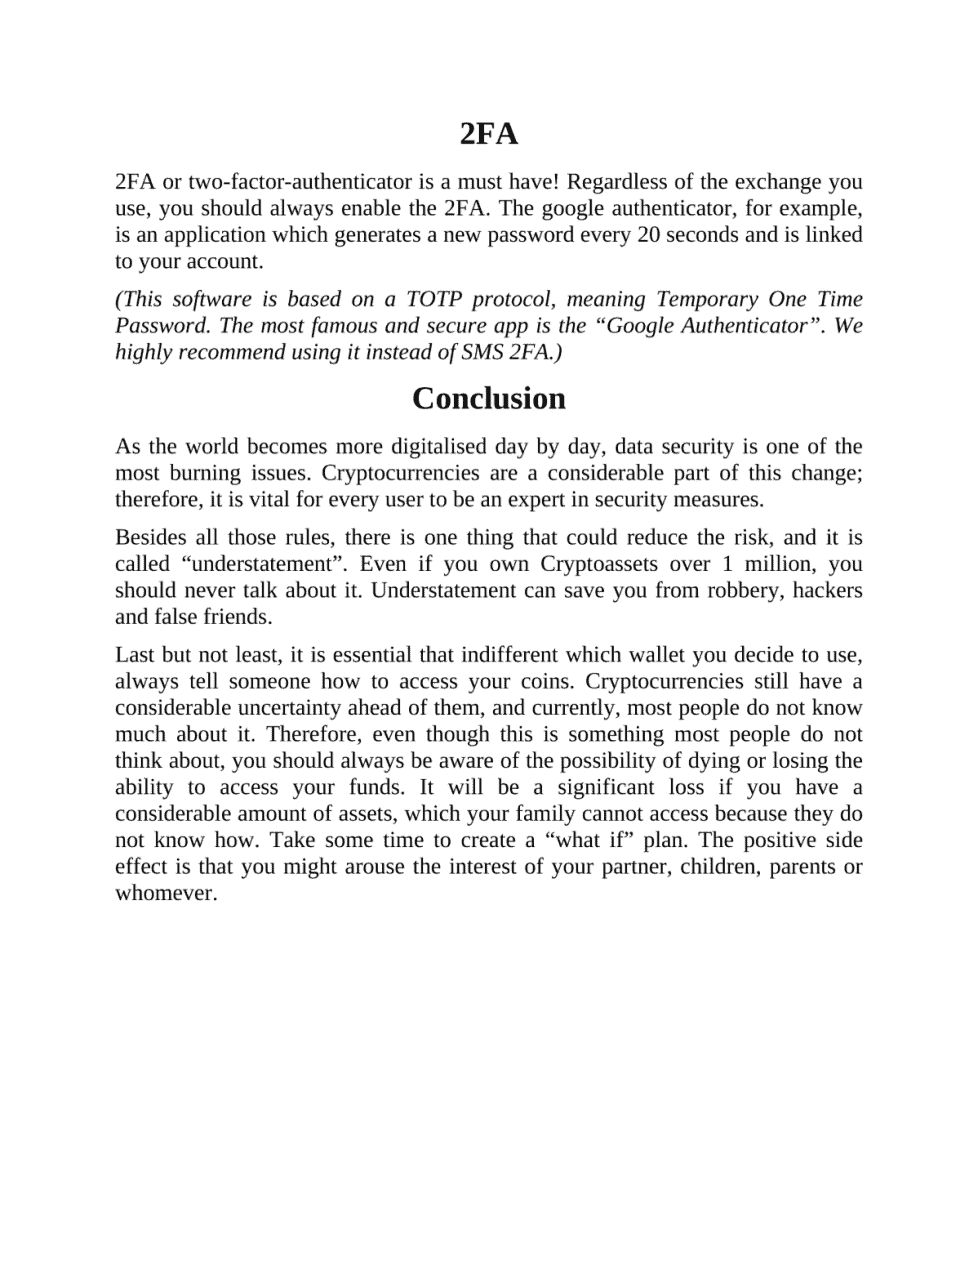 2FA
2FA or two-factor-authenticator is a must have! Regardless of the exchange you
use, you should always enable the 2FA. The google authenticator, for example,
is an application which generates a new password every 20 seconds and is linked
to your account.
(This software is based on a TOTP protocol, meaning Temporary One Time
Password. The most famous and secure app is the “Google Authenticator”. We
highly recommend using it instead of SMS 2FA.)
Conclusion
As the world becomes more digitalised day by day, data security is one of the
most burning issues. Cryptocurrencies are a considerable part of this change;
therefore, it is vital for every user to be an expert in security measures.
Besides all those rules, there is one thing that could reduce the risk, and it is
called “understatement”. Even if you own Cryptoassets over 1 million, you
should never talk about it. Understatement can save you from robbery, hackers
and false friends.
Last but not least, it is essential that indifferent which wallet you decide to use,
always tell someone how to access your coins. Cryptocurrencies still have a
considerable uncertainty ahead of them, and currently, most people do not know
much about it. Therefore, even though this is something most people do not
think about, you should always be aware of the possibility of dying or losing the
ability to access your funds. It will be a significant loss if you have a
considerable amount of assets, which your family cannot access because they do
not know how. Take some time to create a “what if” plan. The positive side
effect is that you might arouse the interest of your partner, children, parents or
whomever.